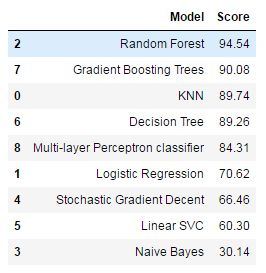 Model Score
2 Random Forest 94.54
7 Gradient Boosting Trees 90.08
0 KNN 89.74
6 Decision Tree 89.26
8 Multi-layer Perceptron classifier 84.31
1 Logistic Regression 70.62
4 Stochastic Gradient Decent 66.46
5 Linear SVC 60.30
3 Naive Bayes 30.14